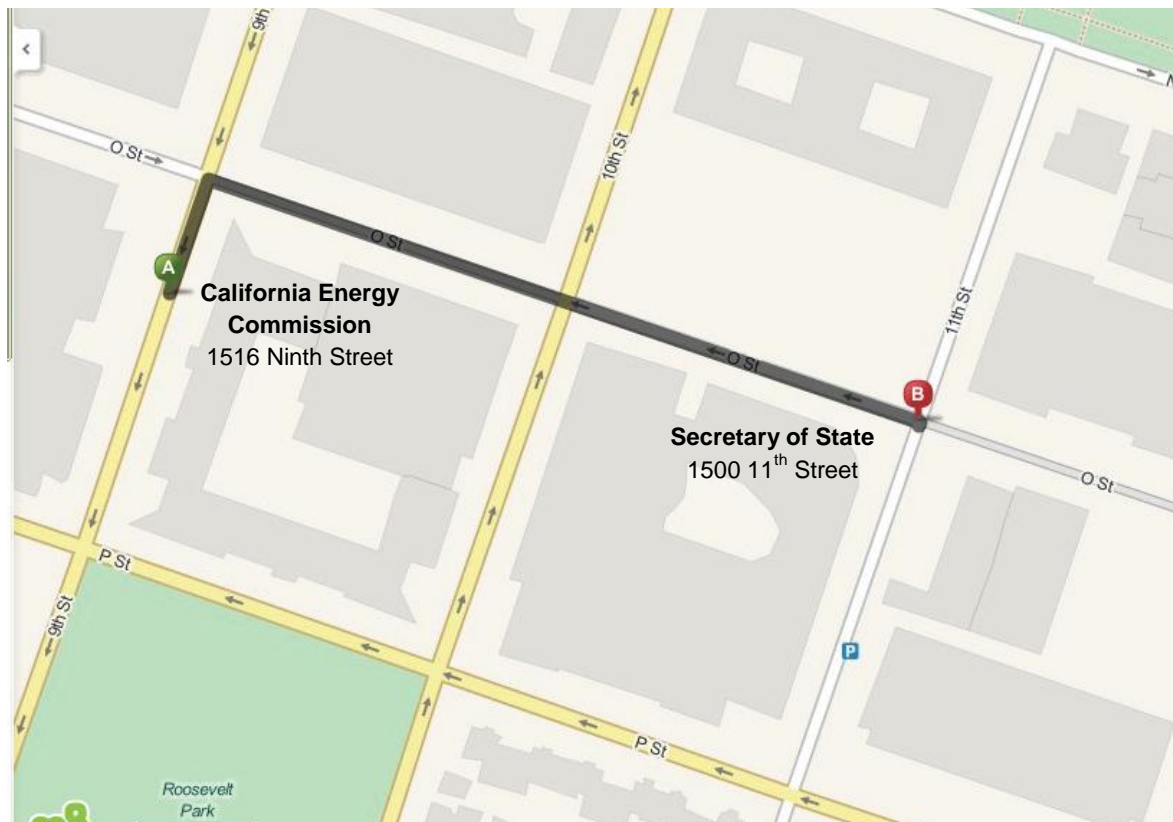 9th
N
O St
10th St
O St
A
California Energy
Commission
1516 Ninth Street
11th St
O St
B
Secretary of State
1500 11th Street
O St
P St
9th St
P
P St
Roosevelt
Park